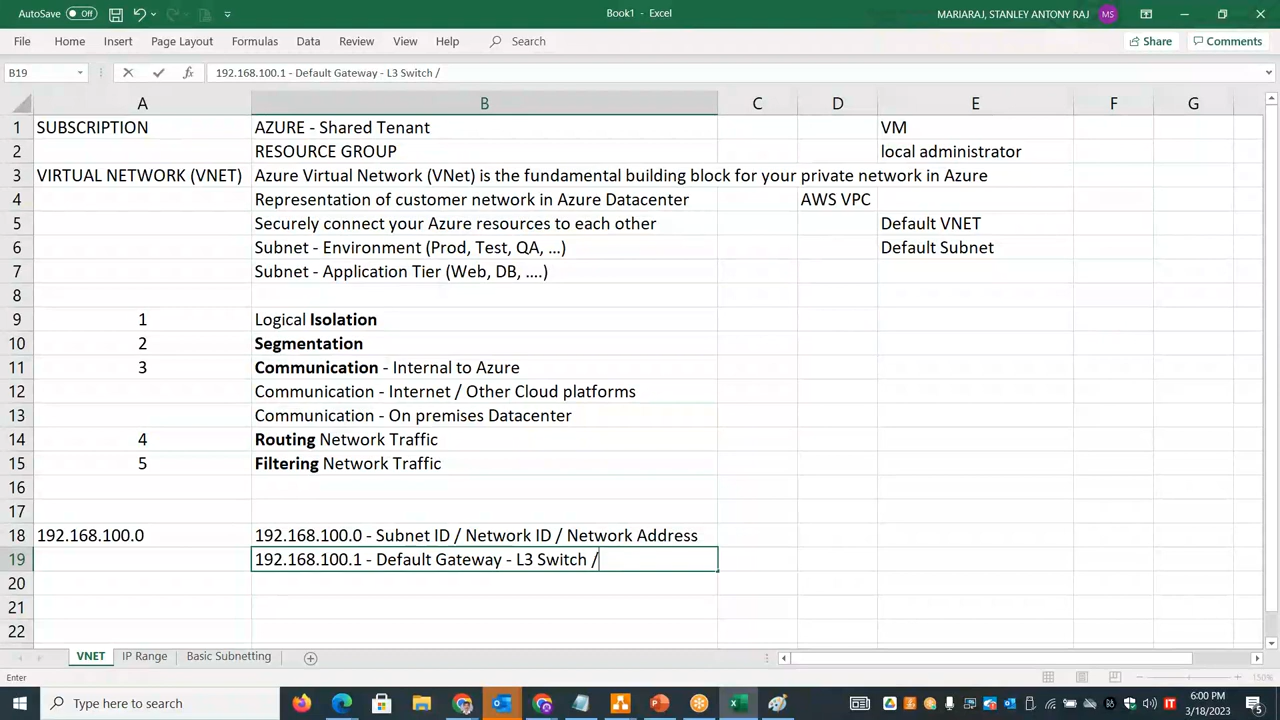 AutoSave Off Book1 - Excel MARIARAJ, STANLEY ANTONY RAJ MS
File Home Insert Page Layout Formulas Data Review View Help Search Share Comments
B19 fx 192.168.100.1 - Default Gateway - L3 Switch /
A B C D E F G
1 SUBSCRIPTION AZURE - Shared Tenant VM
2 RESOURCE GROUP local administrator
3 VIRTUAL NETWORK (VNET) Azure Virtual Network (VNet) is the fundamental building block for your private network in Azure
4 Representation of customer network in Azure Datacenter AWS VPC
5 Securely connect your Azure resources to each other Default VNET
6 Subnet - Environment (Prod, Test, QA, ...) Default Subnet
7 Subnet - Application Tier (Web, DB, ....)
8
9 1 Logical Isolation
10 2 Segmentation
11 3 Communication - Internal to Azure
12 Communication - Internet / Other Cloud platforms
13 Communication - On premises Datacenter
14 4 Routing Network Traffic
15 5 Filtering Network Traffic
16
17
18 192.168.100.0 192.168.100.0 - Subnet ID / Network ID / Network Address
19 192.168.100.1 - Default Gateway - L3 Switch /
20
21
22
VNET IP Range Basic Subnetting
Enter 150%
Type here to search IT 6:00 PM
3/18/2023